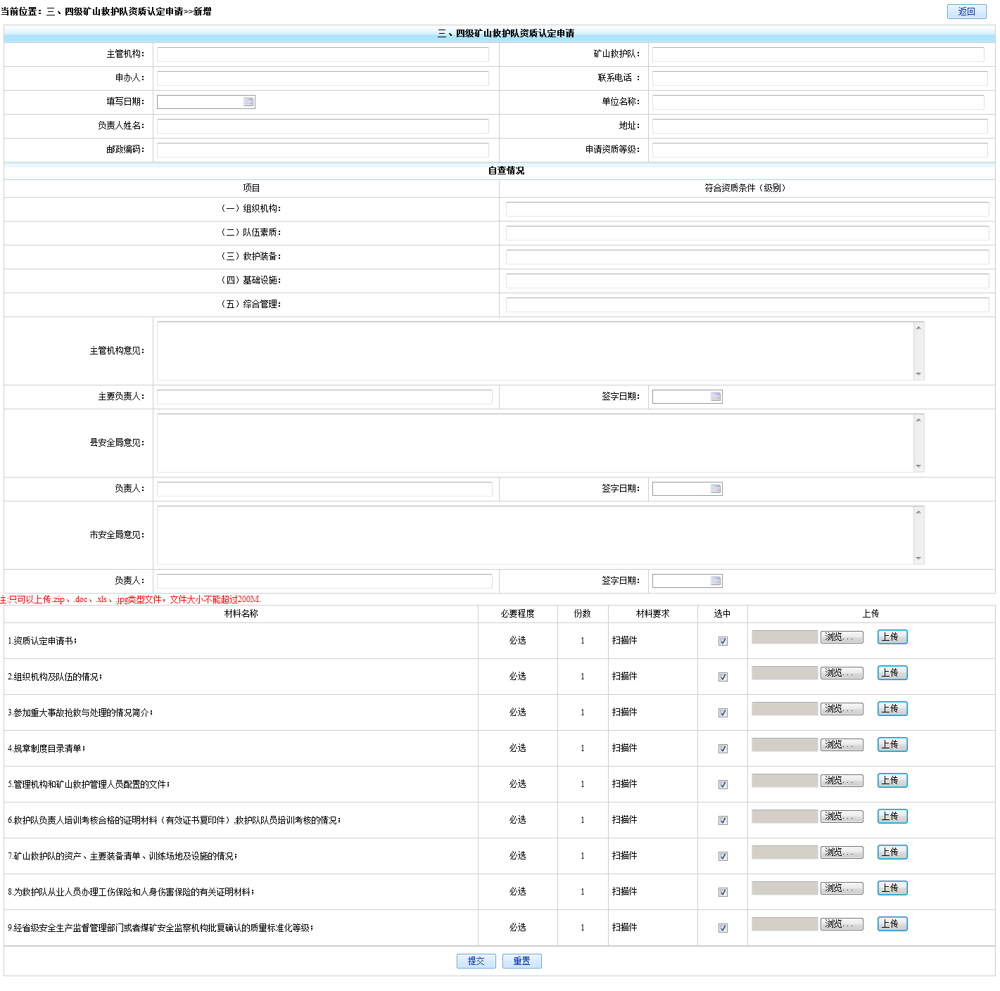 当前位置：三、四级矿山救护队资质认定申请>>新增
返回
三、四级矿山救护队资质认定申请
主管机构： 矿山救护队：
申办人： 联系电话 ：
填写日期： 单位名称：
负责人姓名： 地址：
邮政编码： 申请资质等级：
自查情况
项目 符合资质条件（级别）
（一）组织机构：
（二）队伍素质：
（三）救护装备：
（四）基础设施：
（五）综合管理：
主管机构意见：
主要负责人： 签字日期：
县安全局意见：
负责人： 签字日期：
市安全局意见：
负责人： 签字日期：
注:只可以上传.zip、.doc、.xls、.jpg类型文件，文件大小不能超过200M.
材料名称 必要程度 份数 材料要求 选中 上传
1.资质认定申请书； 必选 1 扫描件 浏览... 上传
2.组织机构及队伍的情况； 必选 1 扫描件 浏览... 上传
3.参加重大事故抢救与处理的情况简介； 必选 1 扫描件 浏览... 上传
4.规章制度目录清单； 必选 1 扫描件 浏览... 上传
5.管理机构和矿山救护管理人员配置的文件； 必选 1 扫描件 浏览... 上传
6.救护队负责人培训考核合格的证明材料（有效证书复印件）,救护队队员培训考核的情况； 必选 1 扫描件 浏览... 上传
7.矿山救护队的资产、主要装备清单、训练场地及设施的情况； 必选 1 扫描件 浏览... 上传
8.为救护队从业人员办理工伤保险和人身伤害保险的有关证明材料； 必选 1 扫描件 浏览... 上传
9.经省级安全生产监督管理部门或者煤矿安全监察机构批复确认的质量标准化等级； 必选 1 扫描件 浏览... 上传
提交 重置